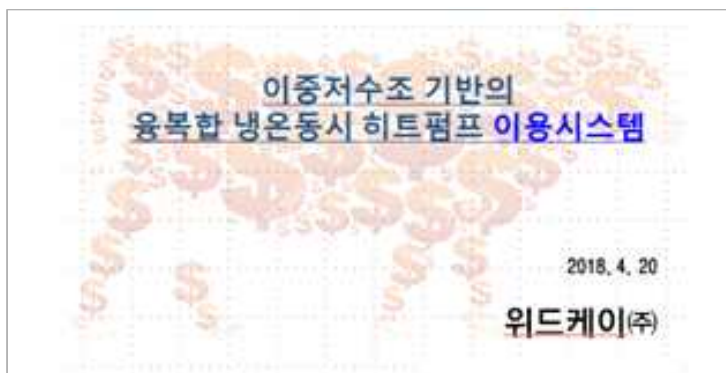 이중저수조 기반의
융복합 냉온동시 히트펌프 이용시스템
2018. 4. 20
위드케이㈜